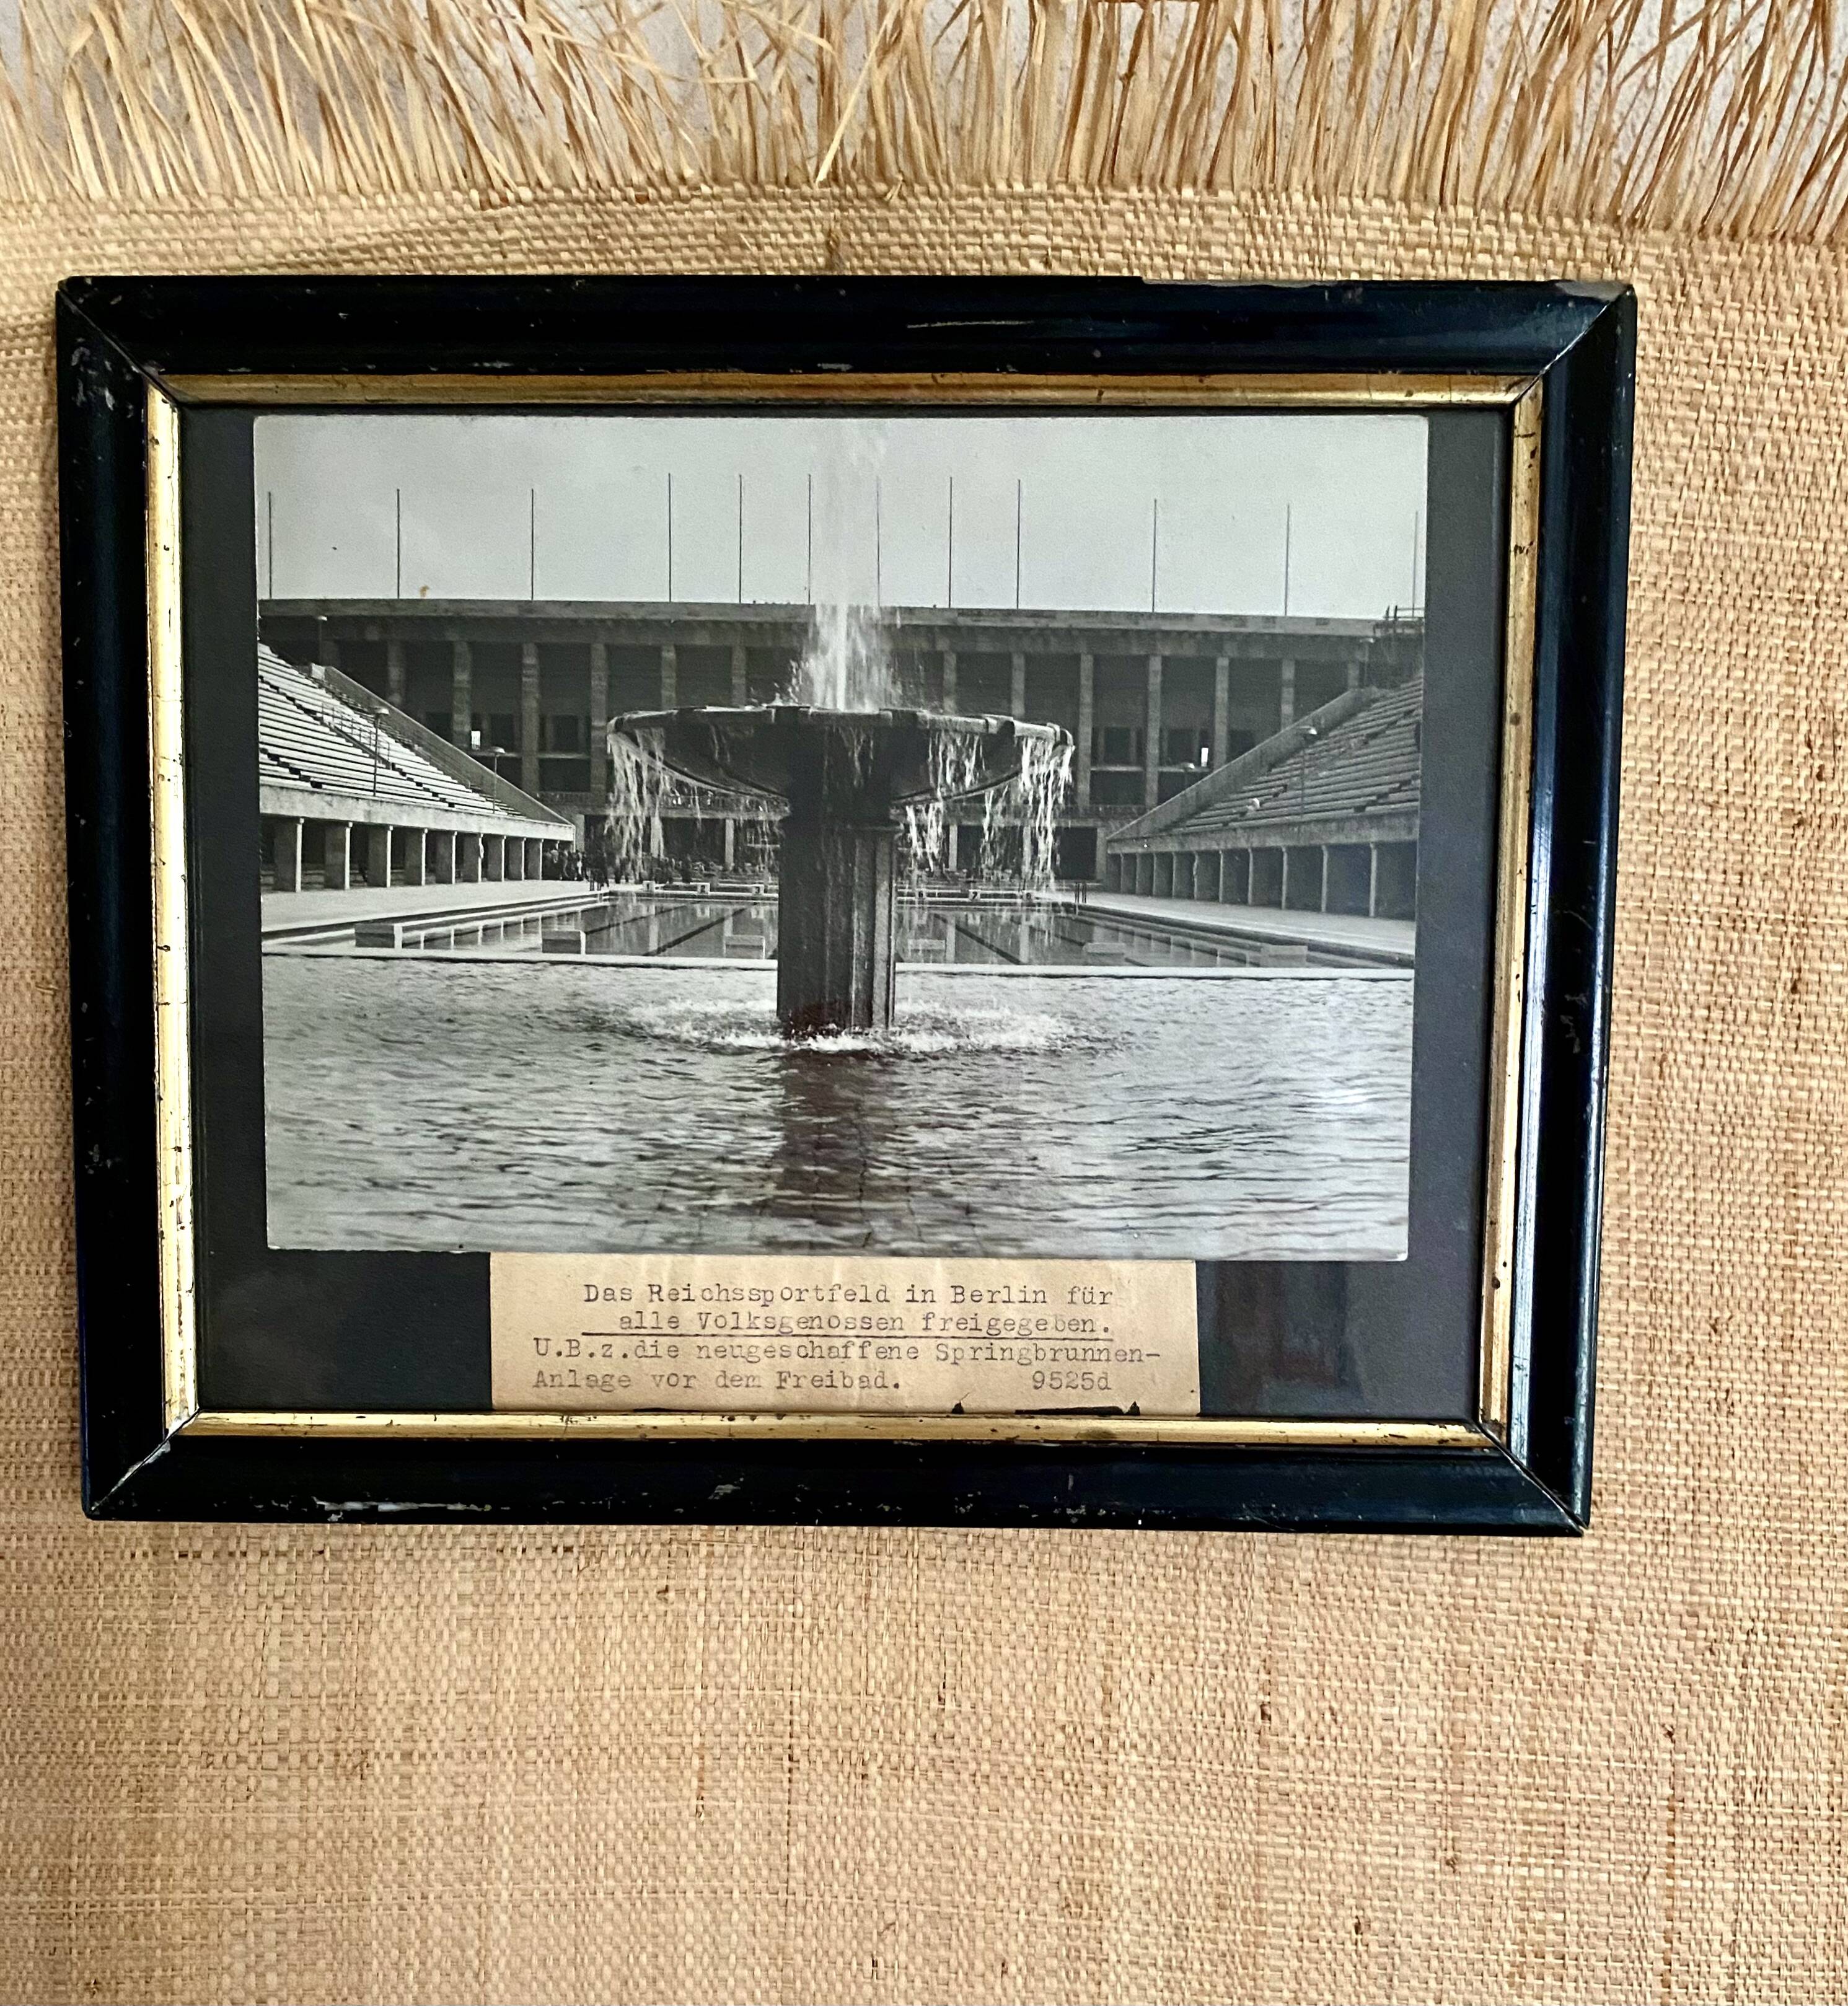 Das Reichssportfeld in Berlin für
alle Volksgenossen freigegeben.
U.B.z.die neugeschaffene Springbrunnen-
Anlage vor dem Freibad. 9525d